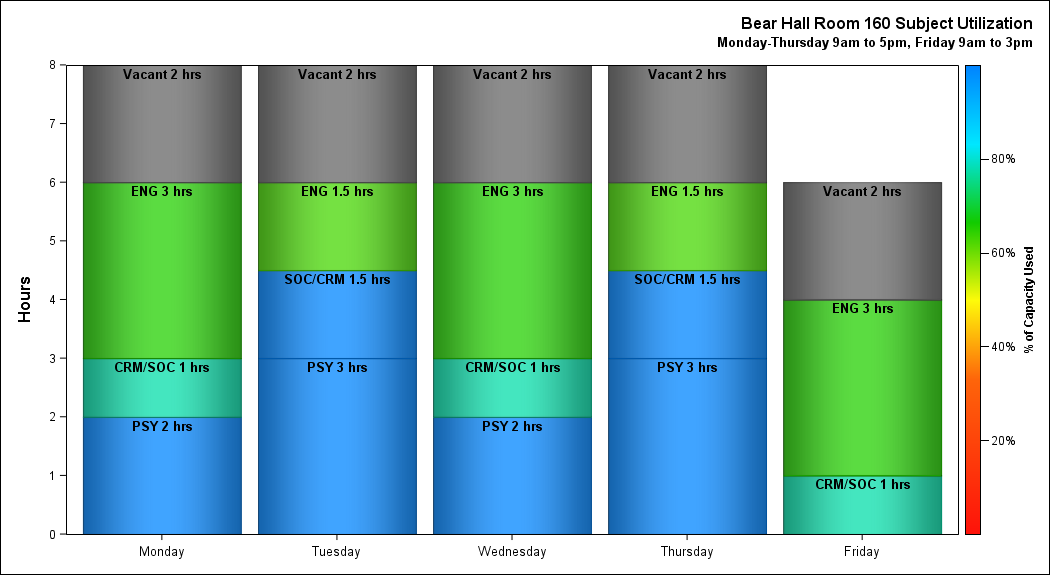 Bear Hall Room 160 Subject Utilization
Monday-Thursday 9am to 5pm, Friday 9am to 3pm
8
7
6
5
4
3
2
1
0
Hours
Vacant 2 hrs
ENG 3 hrs
CRM/SOC 1 hrs
PSY 2 hrs
Vacant 2 hrs
ENG 1.5 hrs
SOC/CRM 1.5 hrs
PSY 3 hrs
Vacant 2 hrs
ENG 3 hrs
CRM/SOC 1 hrs
PSY 2 hrs
Vacant 2 hrs
ENG 1.5 hrs
SOC/CRM 1.5 hrs
PSY 3 hrs
Vacant 2 hrs
ENG 3 hrs
CRM/SOC 1 hrs
Monday
Tuesday
Wednesday
Thursday
Friday
80%
60%
40%
20%
% of Capacity Used